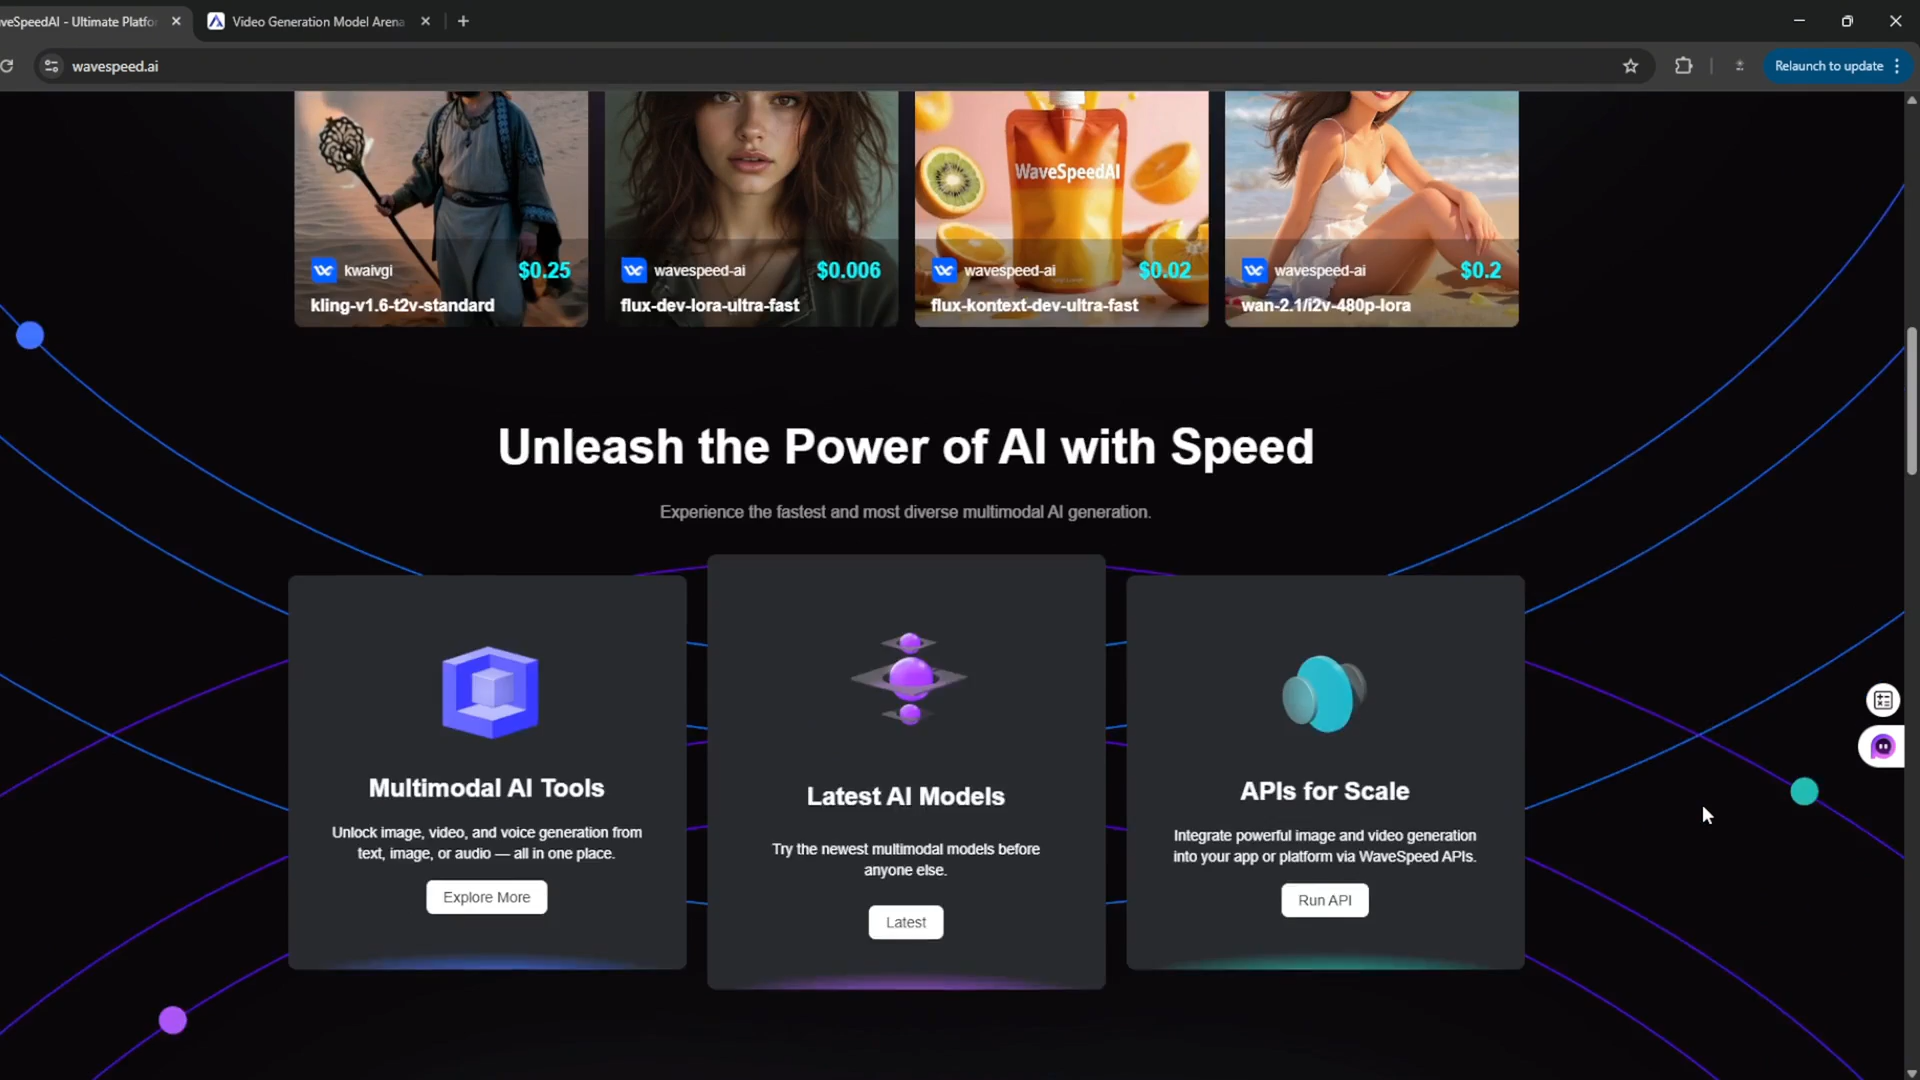 veSpeedAI - Ultimate Platfo
Video Generation Model Arena
wavespeed.ai
Relaunch to update
WaveSpeedAI
kwaivgi $0.25
kling-v1.6-t2v-standard
wavespeed-ai $0.006
flux-dev-lora-ultra-fast
wavespeed-ai $0.02
flux-kontext-dev-ultra-fast
wavespeed-ai $0.2
wan-2.1/i2v-480p-lora
Unleash the Power of AI with Speed
Experience the fastest and most diverse multimodal AI generation.
Multimodal AI Tools
Unlock image, video, and voice generation from
text, image, or audio — all in one place.
Explore More
Latest AI Models
Try the newest multimodal models before
anyone else.
Latest
APIs for Scale
Integrate powerful image and video generation
into your app or platform via WaveSpeed APIs.
Run API